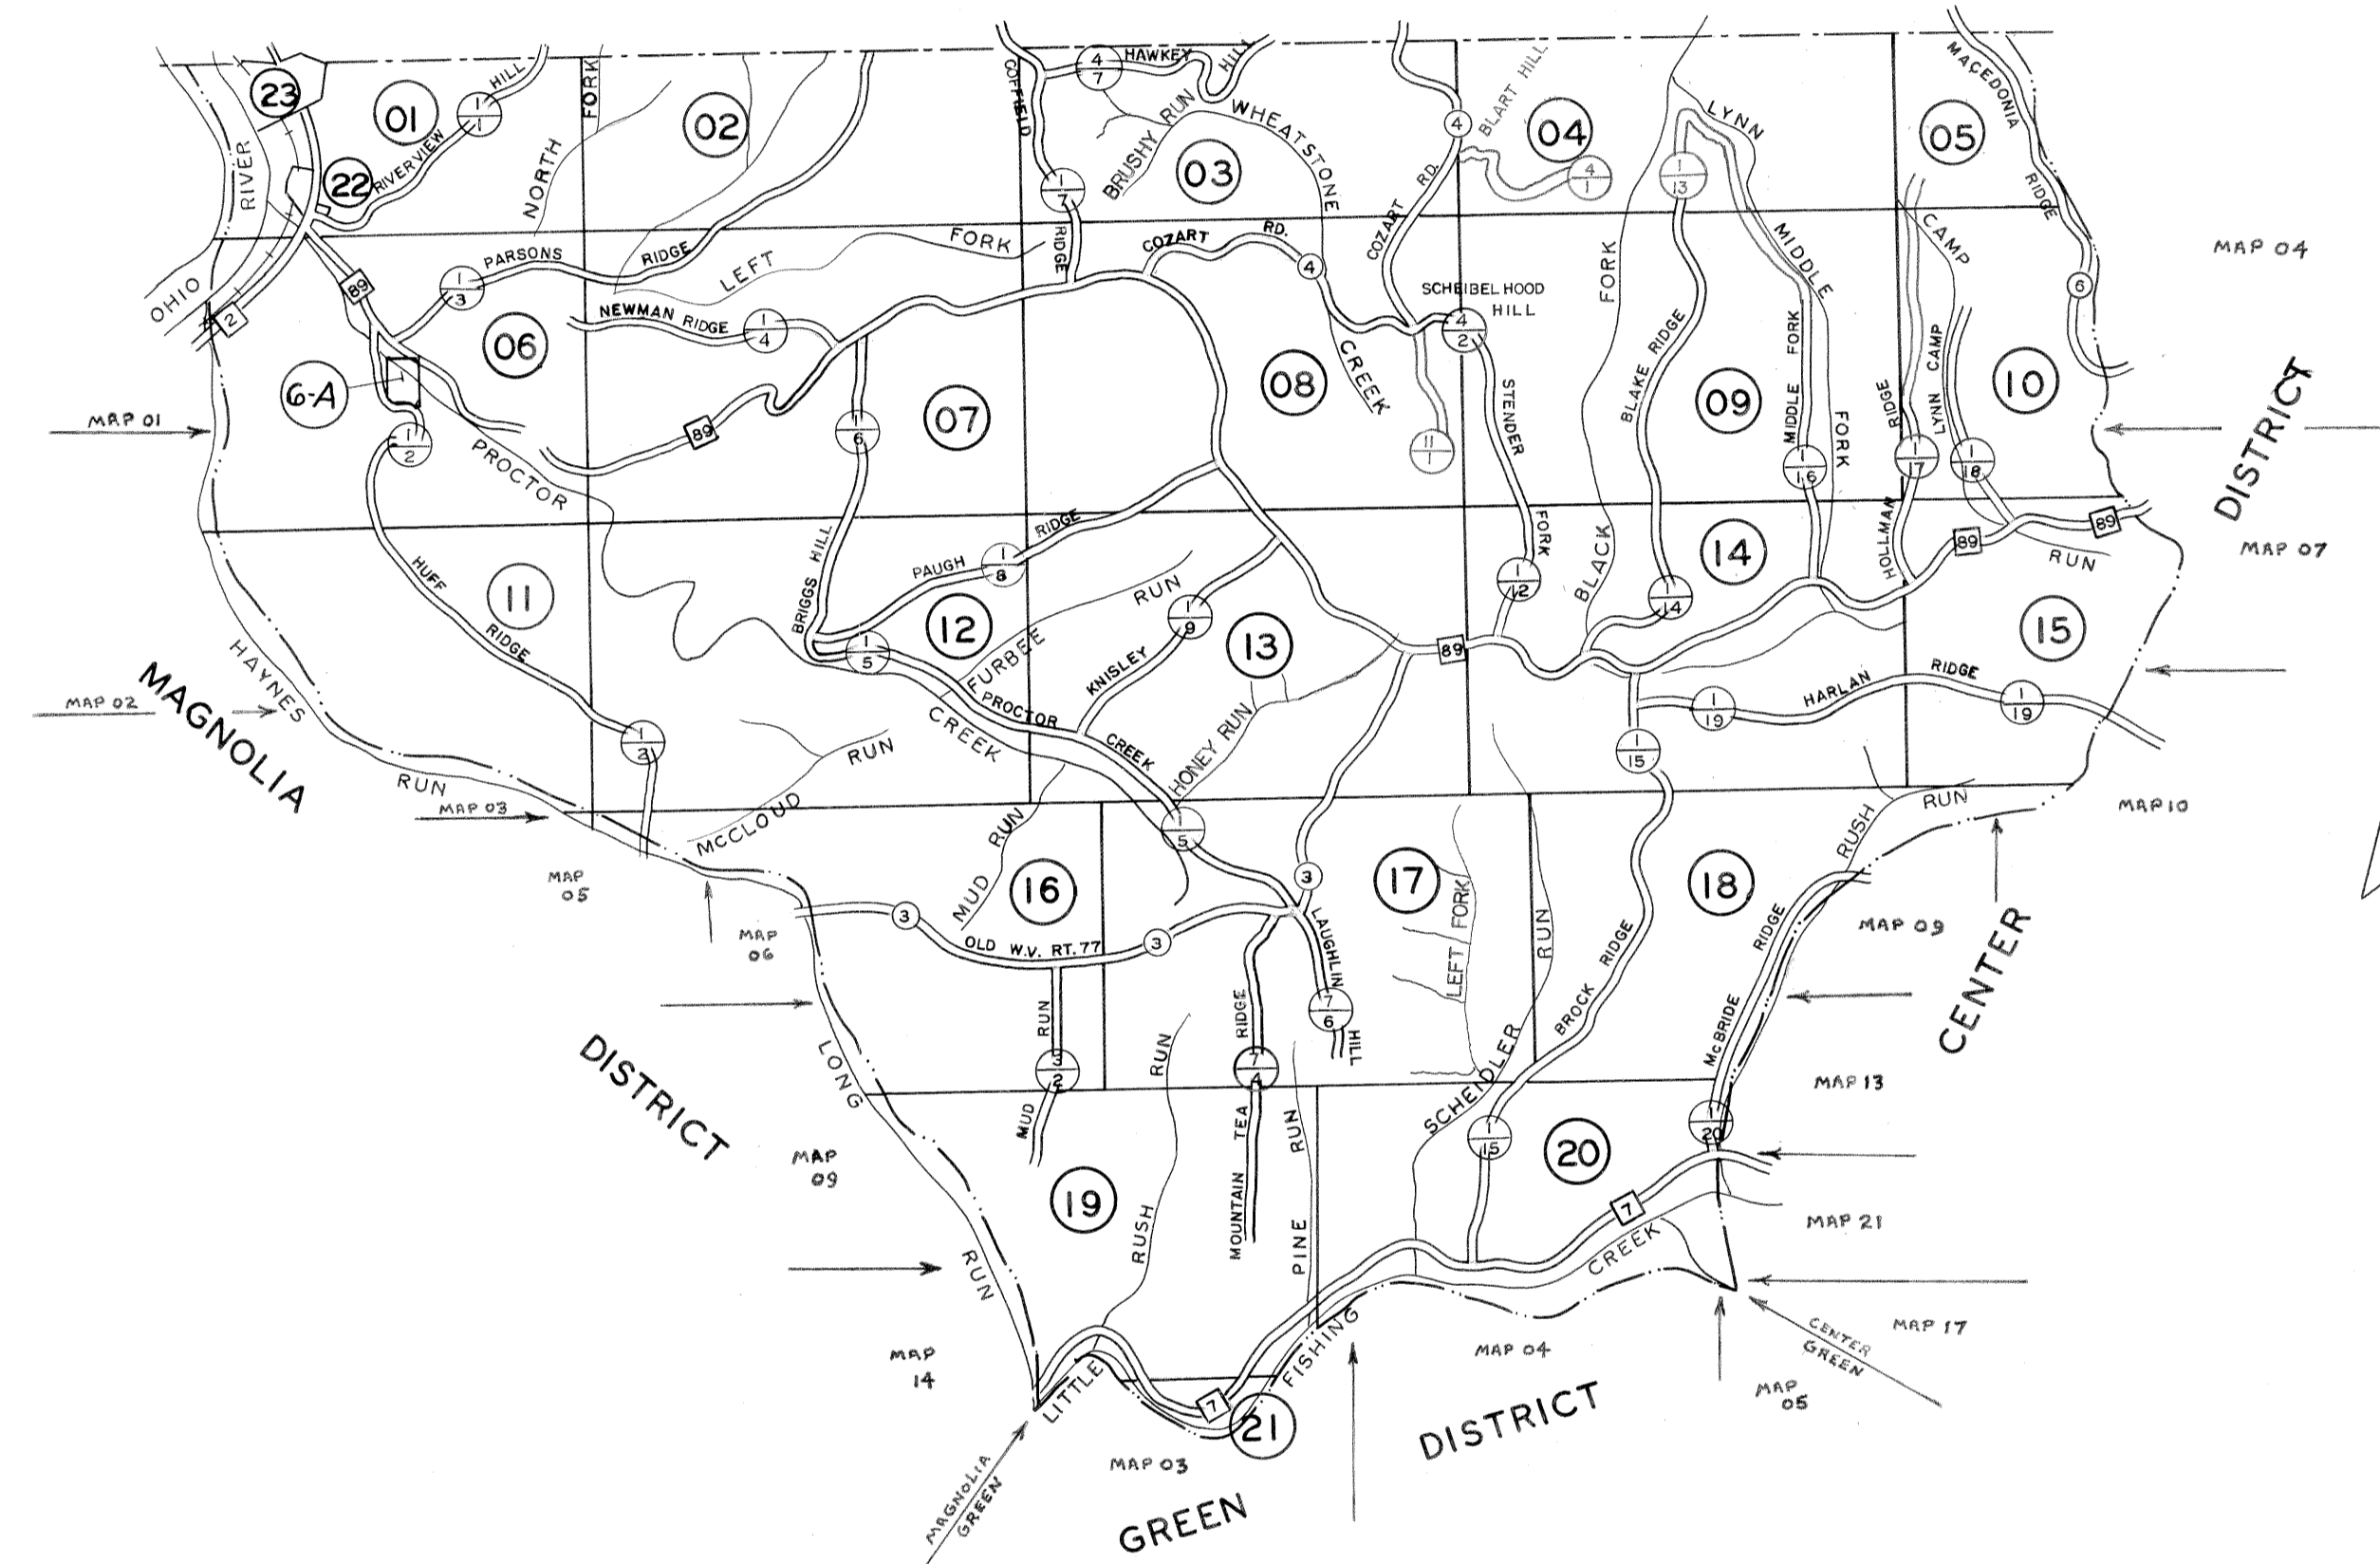 23
01
1/1
HILL
RIVERVIEW
22
RIVER
OHIO
2
NORTH
FORK
02
COFFIELD
4/7
HAWKEY
HILL
BRUSHY RUN
WHEATSTONE
03
1/7
RIDGE
4
BLART HILL
04
4/1
COZART RD.
LYNN
1/13
05
MACEDONIA
RIDGE
6
MAP 04
89
1/3
PARSONS
RIDGE
LEFT
FORK
NEWMAN RIDGE
1/4
06
6-A
1/2
PROCTOR
89
1/6
07
COZART
RD.
4
08
CREEK
SCHEIBELHOOD
HILL
4/2
11/1
STENDER
FORK
FORK
BLAKE RIDGE
MIDDLE
MIDDLE FORK
FORK
09
1/16
CAMP
LYNN CAMP
RIDGE
HOLLMAN
1/17
1/18
10
89
89
RUN
DISTRICT
MAP 07
MAP 01
MAP 02
MAP 03
HUFF
RIDGE
11
1/2
HAYNES
RUN
MAGNOLIA
BRIGGS HILL
PAUGH
1/8
RIDGE
1/5
12
FURBEE
RUN
PROCTOR
CREEK
CREEK
KNISLEY
1/9
13
HONEY RUN
89
1/12
BLACK
1/14
14
1/15
1/19
HARLAN
RIDGE
1/19
15
MAP 10
MCCLOUD
RUN
MAP
05
MAP
06
MUD
RUN
16
1/5
3
3
OLD W.V. RT. 77
3
17
LEFT FORK
RUN
SCHEIDLER
18
RUSH
RUN
BROCK
RIDGE
McBRIDE
RIDGE
MAP 09
CENTER
MAP 13
DISTRICT
LONG
RUN
MUD
RUN
3/2
RIDGE
7/4
MOUNTAIN TEA
LAUGHLIN
7/6
HILL
RUSH
RUN
PINE
RUN
19
1/15
20
1/20
7
CREEK
FISHING
LITTLE
7
21
MAP
09
MAP
14
MAP 21
MAP 17
MAP 04
MAP
05
CENTER
GREEN
MAP 03
MAGNOLIA
GREEN
GREEN
DISTRICT